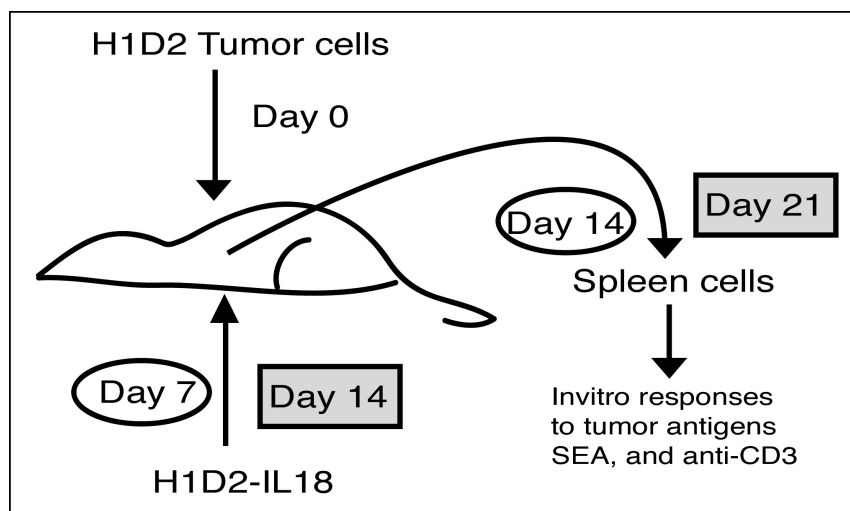 H1D2 Tumor cells
Day 0
Day 14
Day 21
Spleen cells
Day 7
Day 14
H1D2-IL18
Invitro responses
to tumor antigens
SEA, and anti-CD3